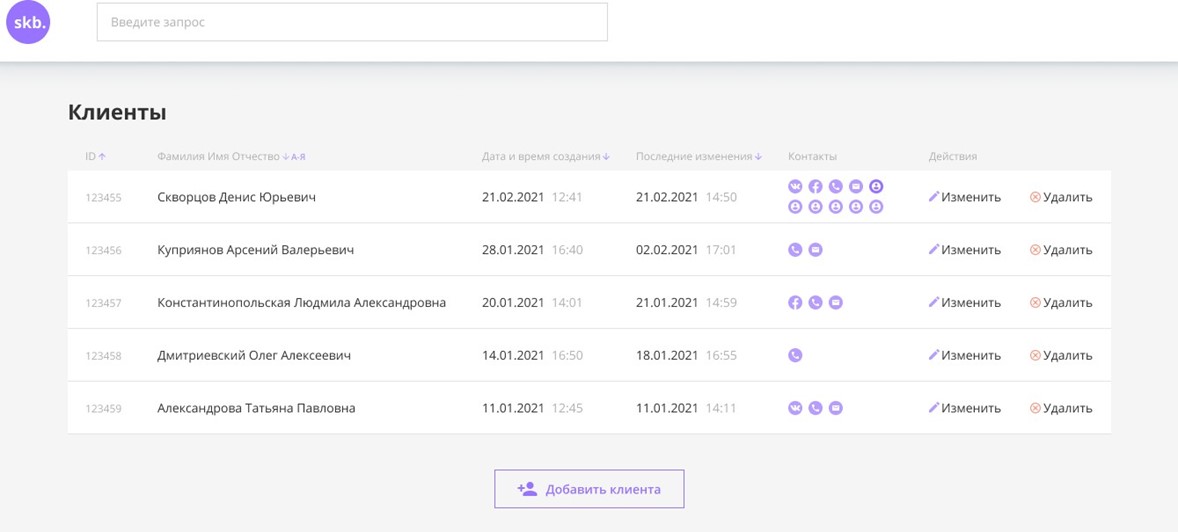 skb.
Введите запрос
Клиенты
ID Фамилия Имя Отчество А-Я Дата и время создания Последние изменения Контакты Действия
123455 Скворцов Денис Юрьевич 21.02.2021 12:41 21.02.2021 14:50 Изменить Удалить
123456 Куприянов Арсений Валерьевич 28.01.2021 16:40 02.02.2021 17:01 Изменить Удалить
123457 Константинопольская Людмила Александровна 20.01.2021 14:01 21.01.2021 14:59 Изменить Удалить
123458 Дмитриевский Олег Алексеевич 14.01.2021 16:50 18.01.2021 16:55 Изменить Удалить
123459 Александрова Татьяна Павловна 11.01.2021 12:45 11.01.2021 14:11 Изменить Удалить
Добавить клиента